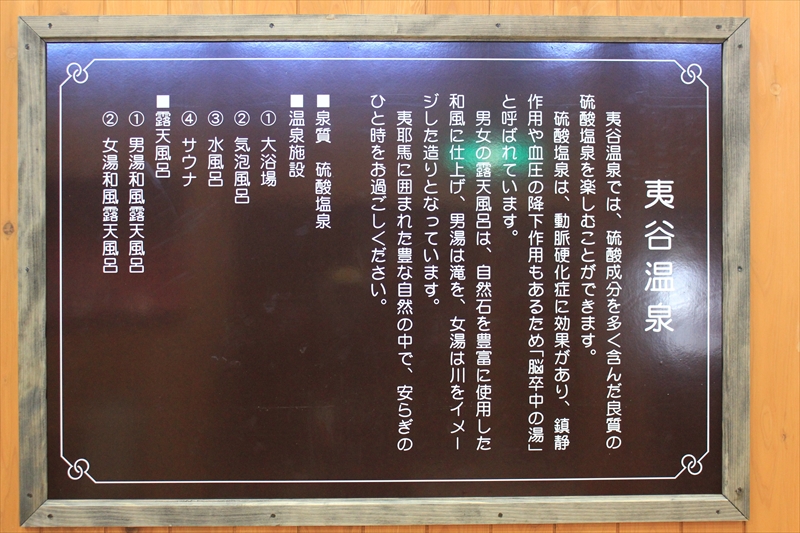 夷谷温泉
夷谷温泉では、硫酸成分を多く含んだ良質の
硫酸塩泉を楽しむことができます。
硫酸塩泉は、動脈硬化症に効果があり、鎮静
作用や血圧の降下作用もあるため「脳卒中の湯」
と呼ばれています。
男女の露天風呂は、自然石を豊富に使用した
和風に仕上げ、男湯は滝を、女湯は川をイメー
ジした造りとなっています。
夷耶馬に囲まれた豊な自然の中で、安らぎの
ひと時をお過ごしください。
■泉質 硫酸塩泉
■温泉施設
① 大浴場
② 気泡風呂
③ 水風呂
④ サウナ
■露天風呂
① 男湯和風露天風呂
② 女湯和風露天風呂